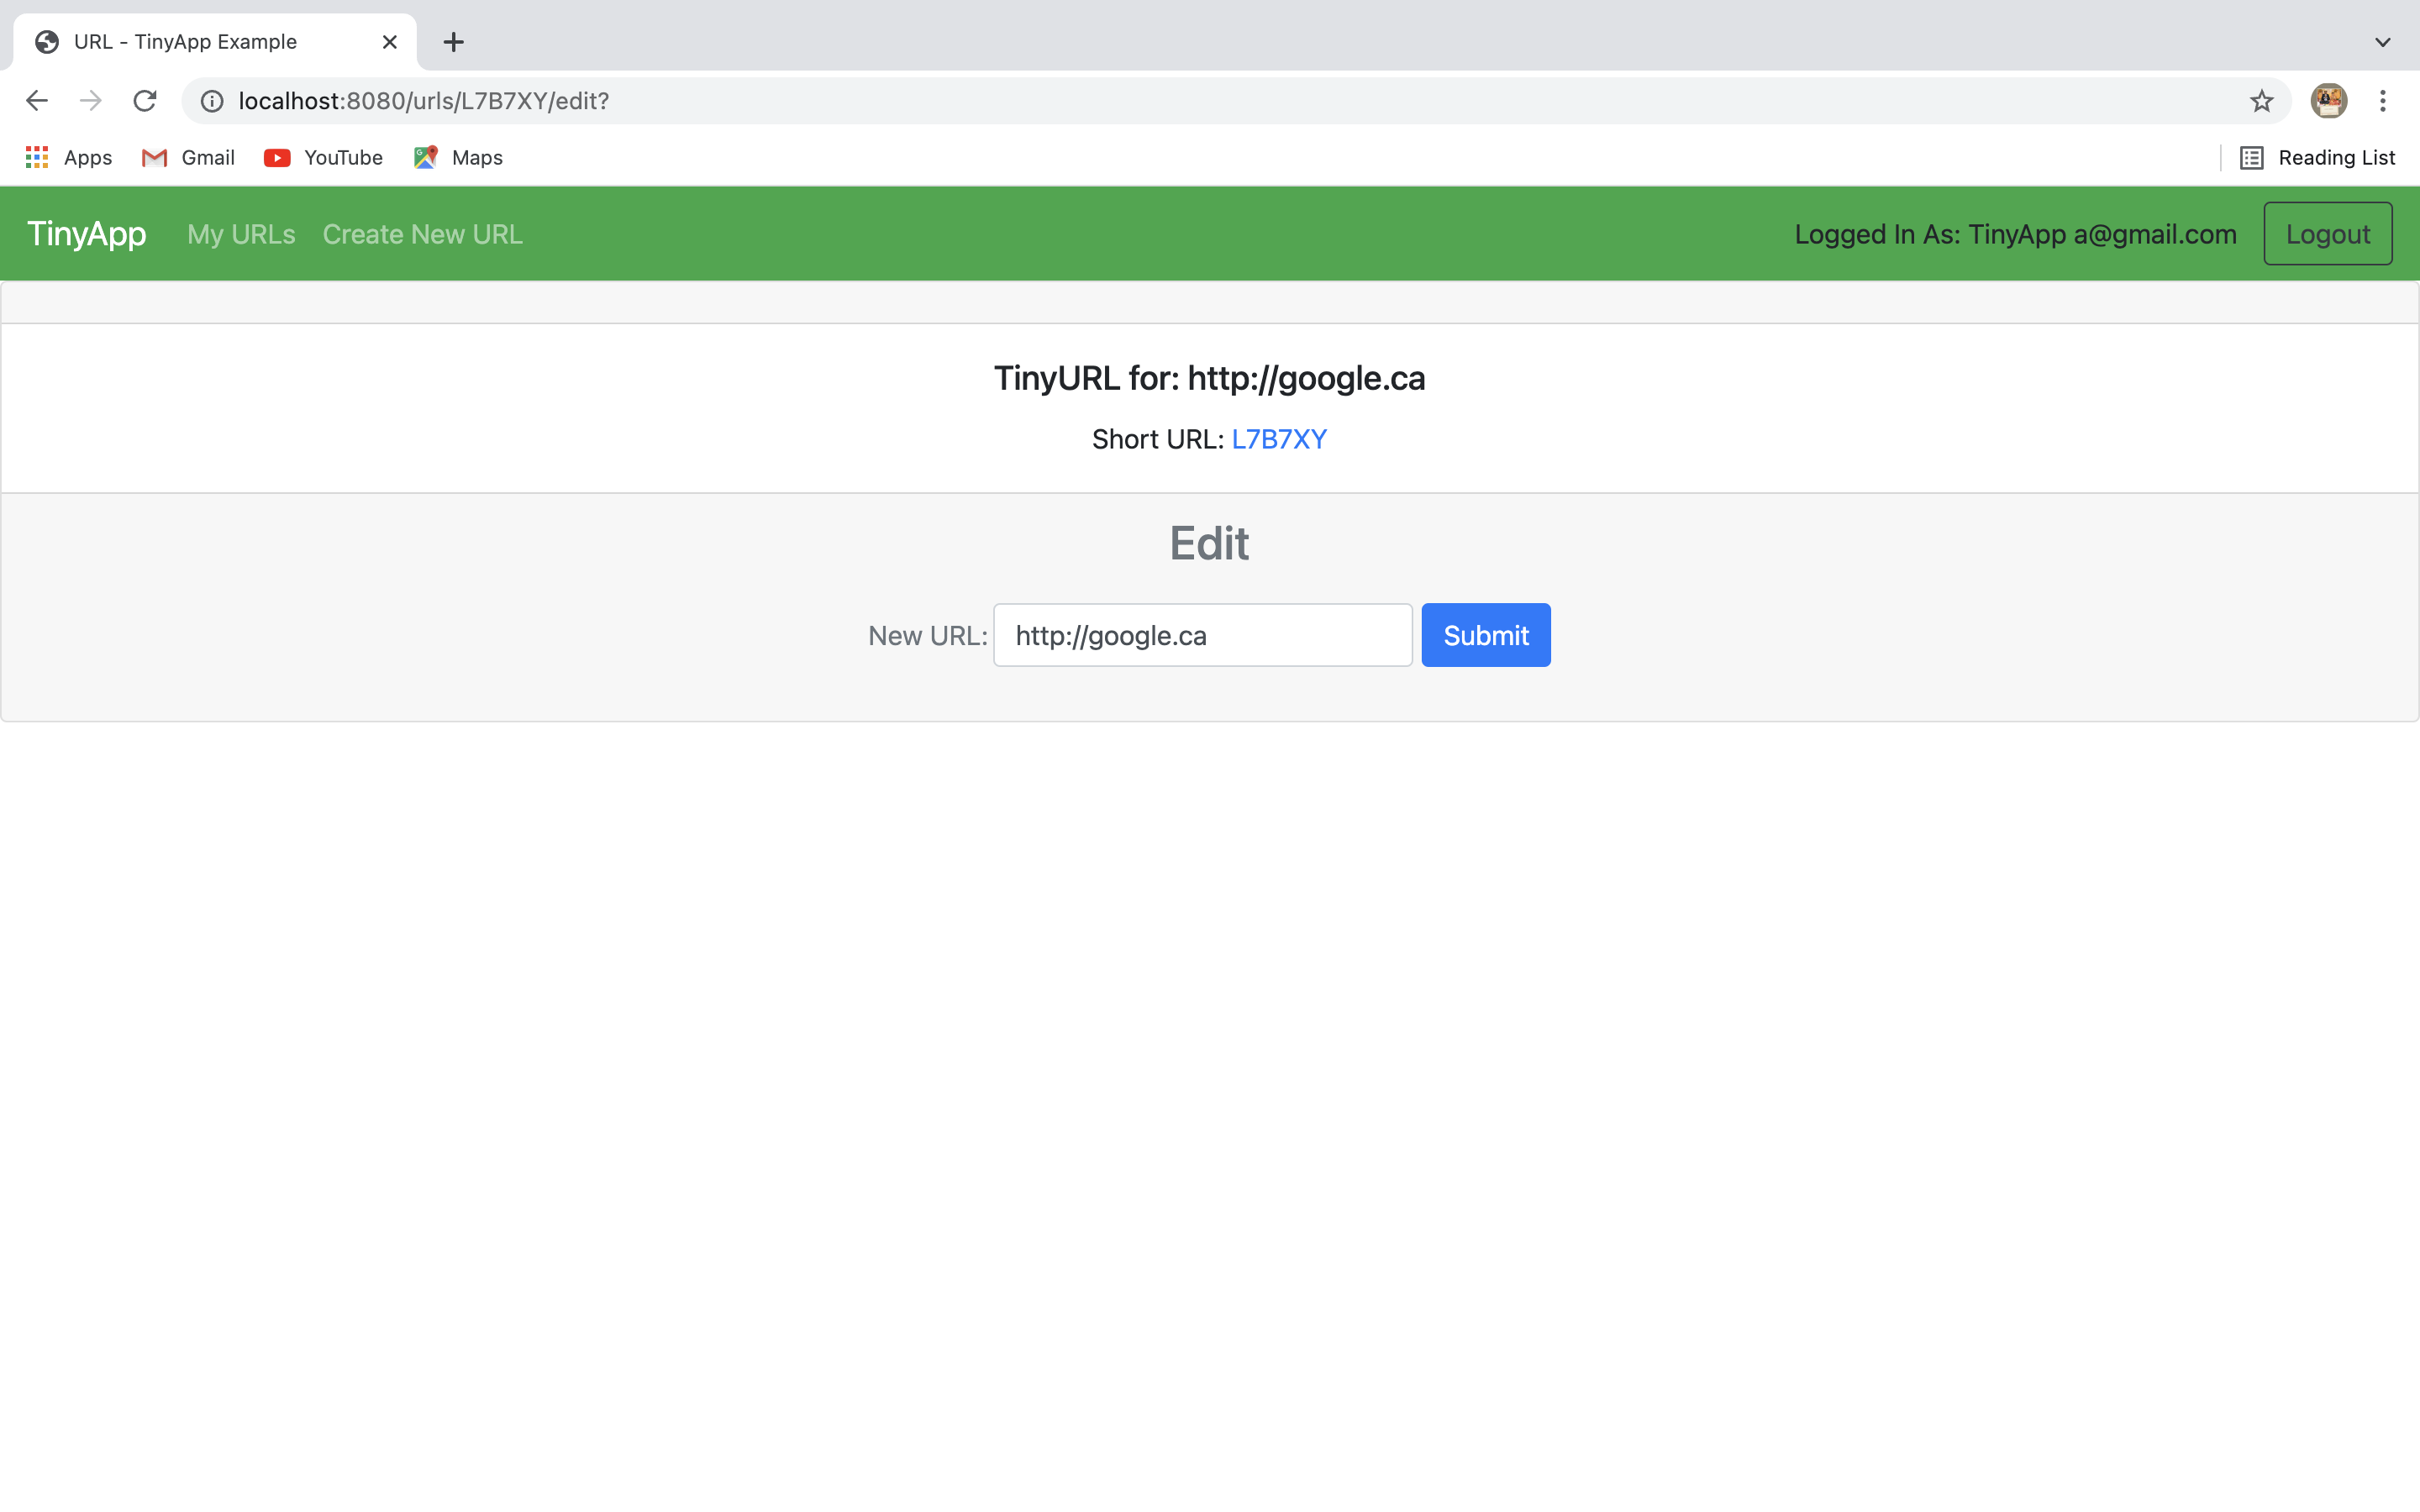 URL - TinyApp Example
localhost:8080/urls/L7B7XY/edit?
Apps Gmail YouTube Maps Reading List
TinyApp My URLs Create New URL Logged In As: TinyApp a@gmail.com Logout
TinyURL for: http://google.ca
Short URL: L7B7XY
Edit
New URL: http://google.ca Submit